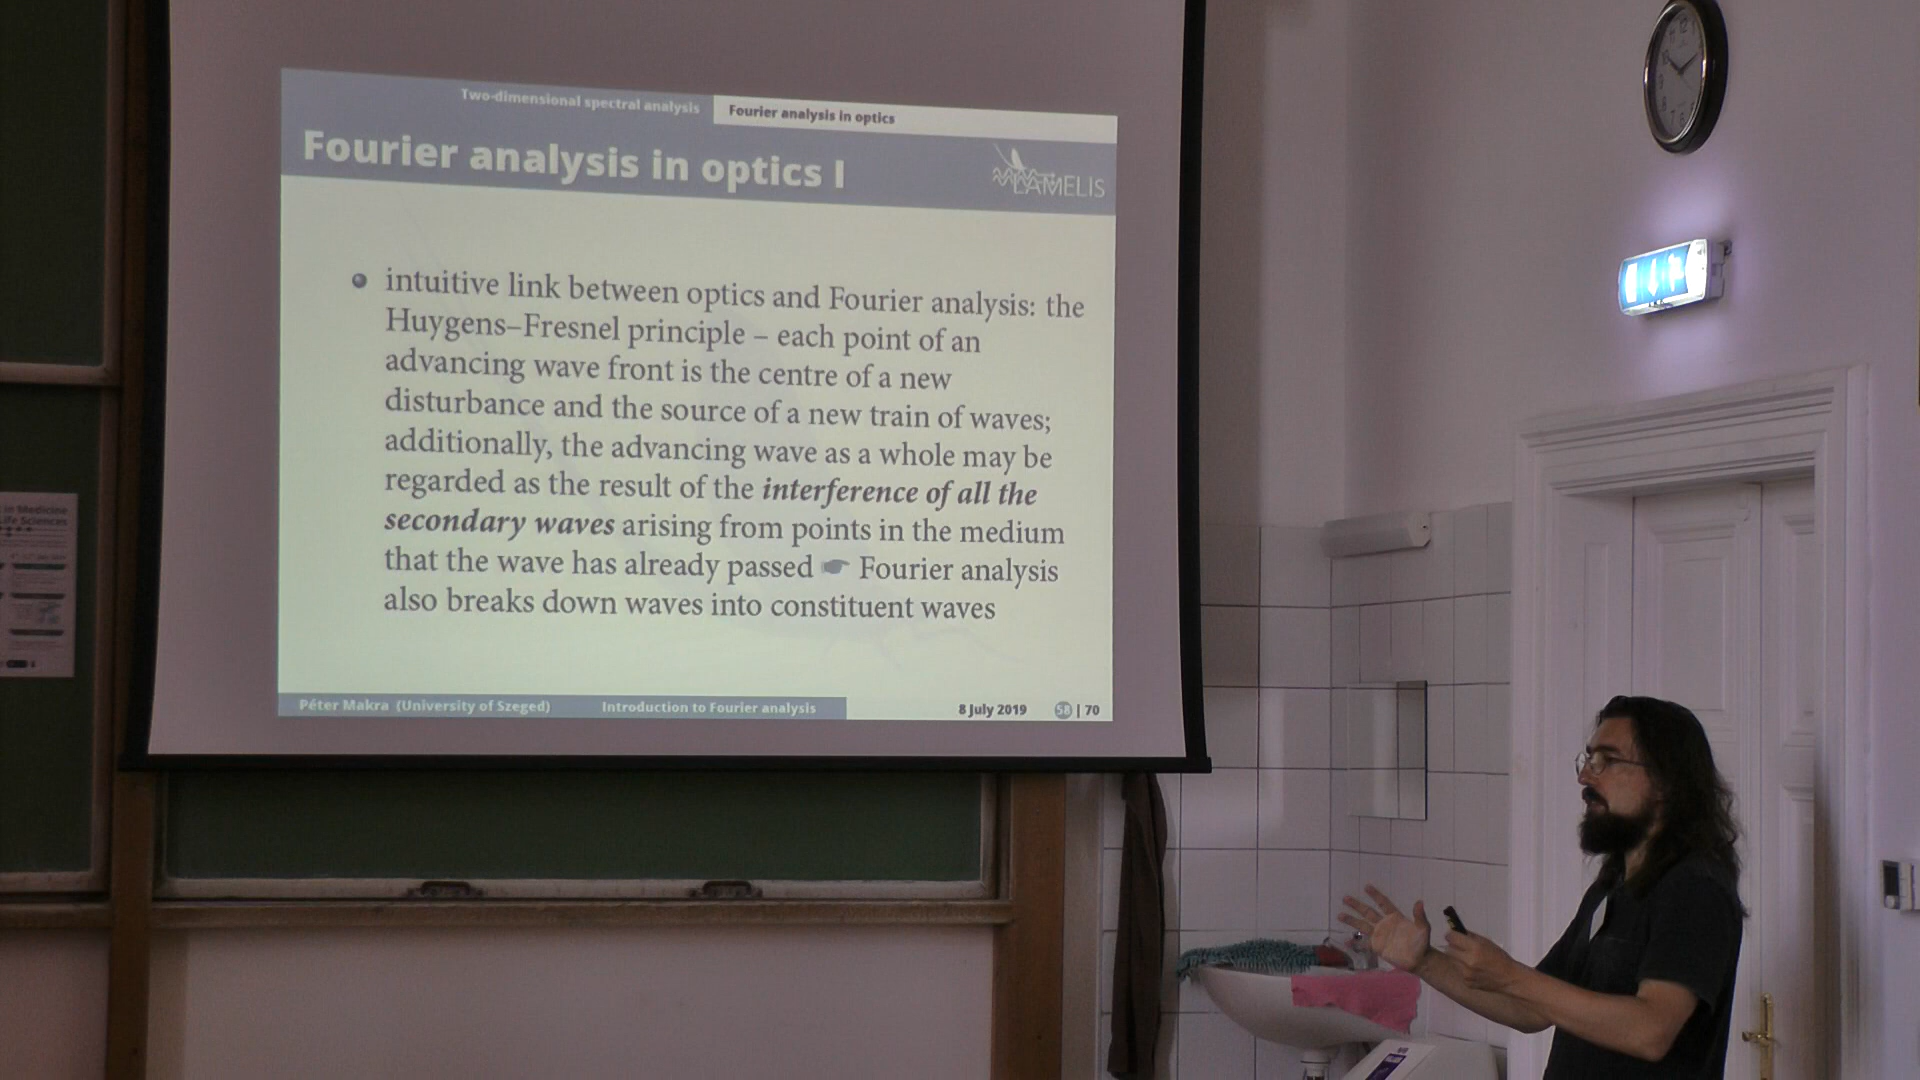 Two-dimensional spectral analysis
Fourier analysis in optics
Fourier analysis in optics I
LAMELIS
intuitive link between optics and Fourier analysis: the
Huygens–Fresnel principle – each point of an
advancing wave front is the centre of a new
disturbance and the source of a new train of waves;
additionally, the advancing wave as a whole may be
regarded as the result of the interference of all the
secondary waves arising from points in the medium
that the wave has already passed ☛ Fourier analysis
also breaks down waves into constituent waves
Péter Makra (University of Szeged)
Introduction to Fourier analysis
8 July 2019
58 | 70
in Medicine
Life Sciences